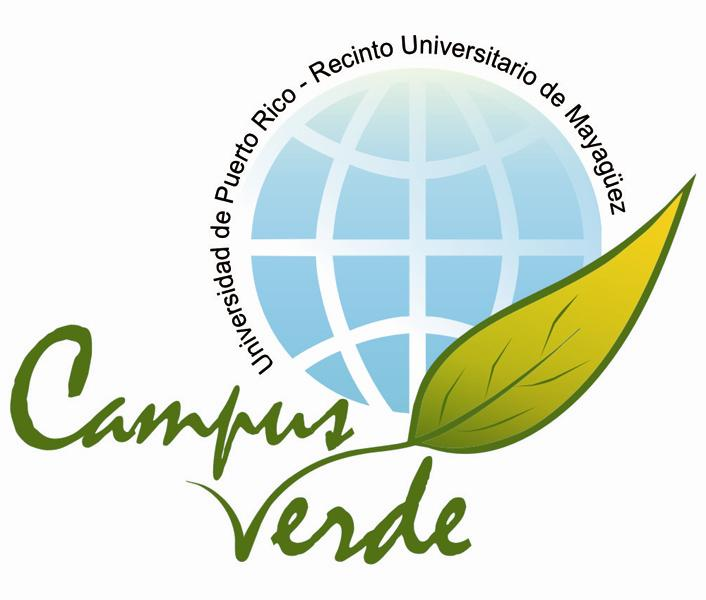 Universidad de Puerto Rico - Recinto Universitario de Mayagüez
Campus
Verde